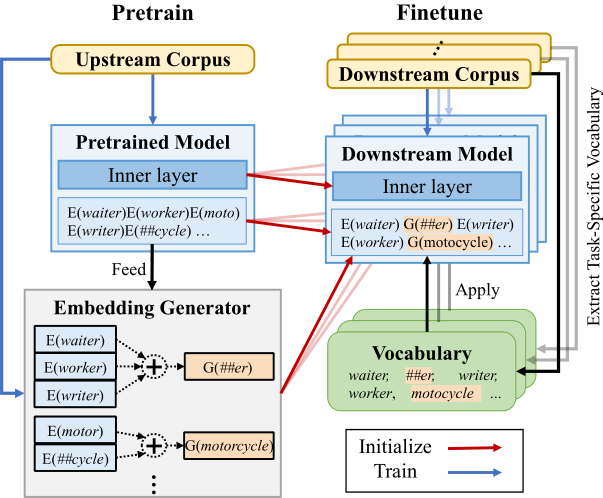 Pretrain
Finetune
Upstream Corpus
Downstream Corpus
Pretrained Model
Inner layer
E(waiter)E(worker)E(moto)
E(writer)E(##cycle) ...
Downstream Model
Inner layer
E(waiter) G(##er) E(writer)
E(worker) G(motocycle) ...
Feed
Apply
Extract Task-Specific Vocabulary
Embedding Generator
E(waiter)
E(worker)
E(writer)
G(##er)
E(motor)
E(##cycle)
G(motorcycle)
Vocabulary
waiter, ##er, writer,
worker, motocycle ...
Initialize
Train